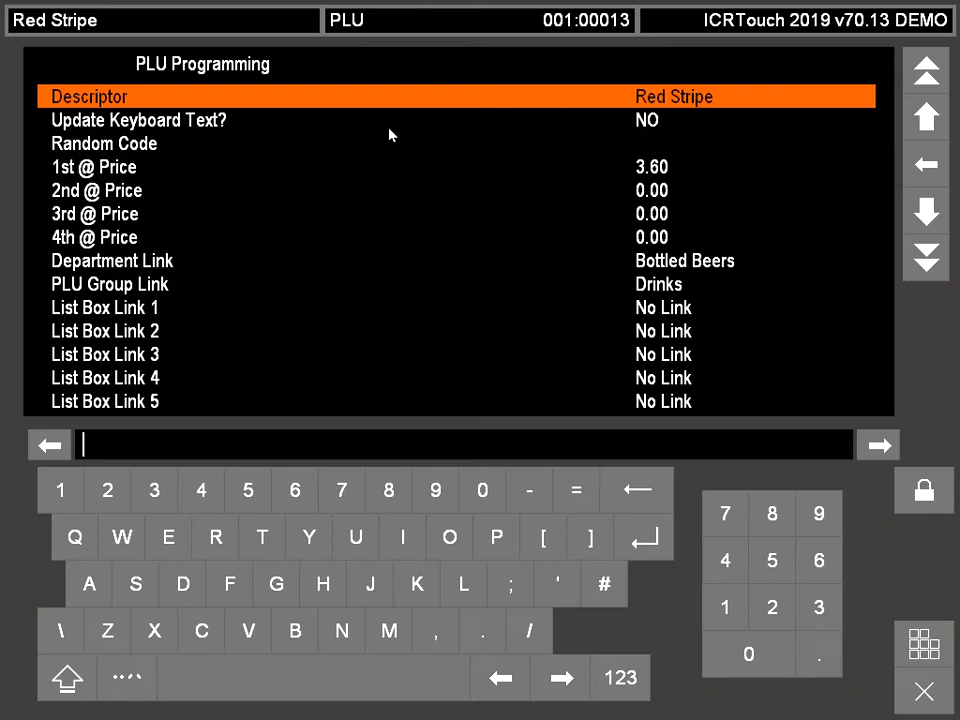 Red Stripe PLU 001:00013 ICRTouch 2019 v70.13 DEMO
PLU Programming
Descriptor Red Stripe
Update Keyboard Text? NO
Random Code
1st @ Price 3.60
2nd @ Price 0.00
3rd @ Price 0.00
4th @ Price 0.00
Department Link Bottled Beers
PLU Group Link Drinks
List Box Link 1 No Link
List Box Link 2 No Link
List Box Link 3 No Link
List Box Link 4 No Link
List Box Link 5 No Link
1 2 3 4 5 6 7 8 9 0 - =
Q W E R T Y U I O P [ ]
A S D F G H J K L ; ' #
\ Z X C V B N M , . /
123
7 8 9
4 5 6
1 2 3
0 .